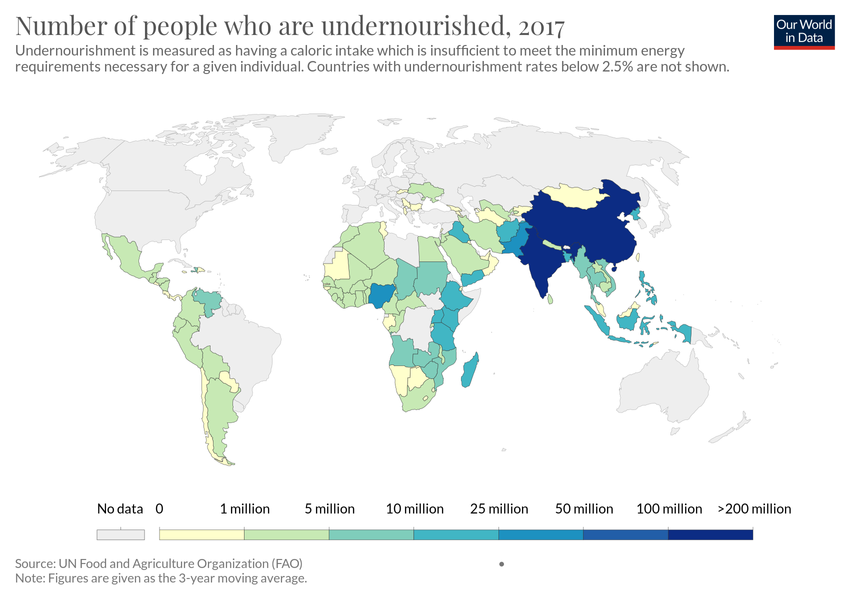 Number of people who are undernourished, 2017
Our World
in Data
Undernourishment is measured as having a caloric intake which is insufficient to meet the minimum energy
requirements necessary for a given individual. Countries with undernourishment rates below 2.5% are not shown.
No data 0 1 million 5 million 10 million 25 million 50 million 100 million >200 million
Source: UN Food and Agriculture Organization (FAO)
Note: Figures are given as the 3-year moving average.